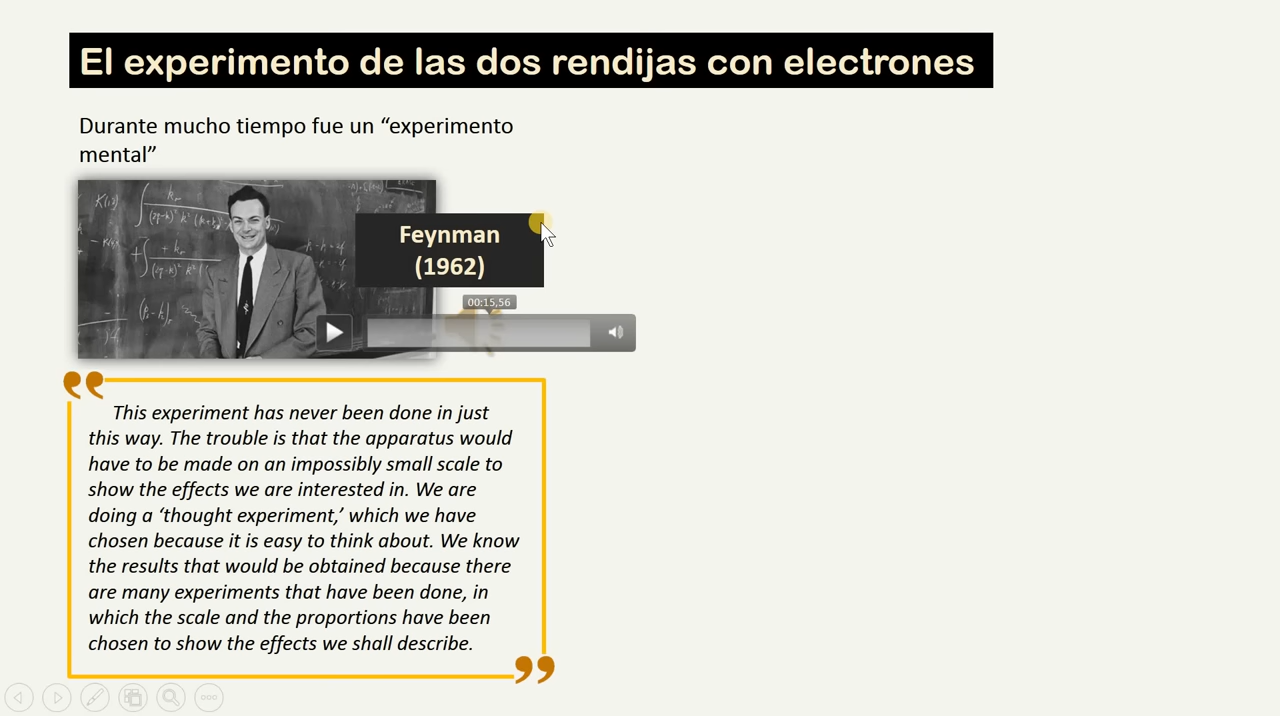 El experimento de las dos rendijas con electrones
Durante mucho tiempo fue un “experimento
mental”
Feynman
(1962)
00:15,56
This experiment has never been done in just
this way. The trouble is that the apparatus would
have to be made on an impossibly small scale to
show the effects we are interested in. We are
doing a ‘thought experiment,’ which we have
chosen because it is easy to think about. We know
the results that would be obtained because there
are many experiments that have been done, in
which the scale and the proportions have been
chosen to show the effects we shall describe.